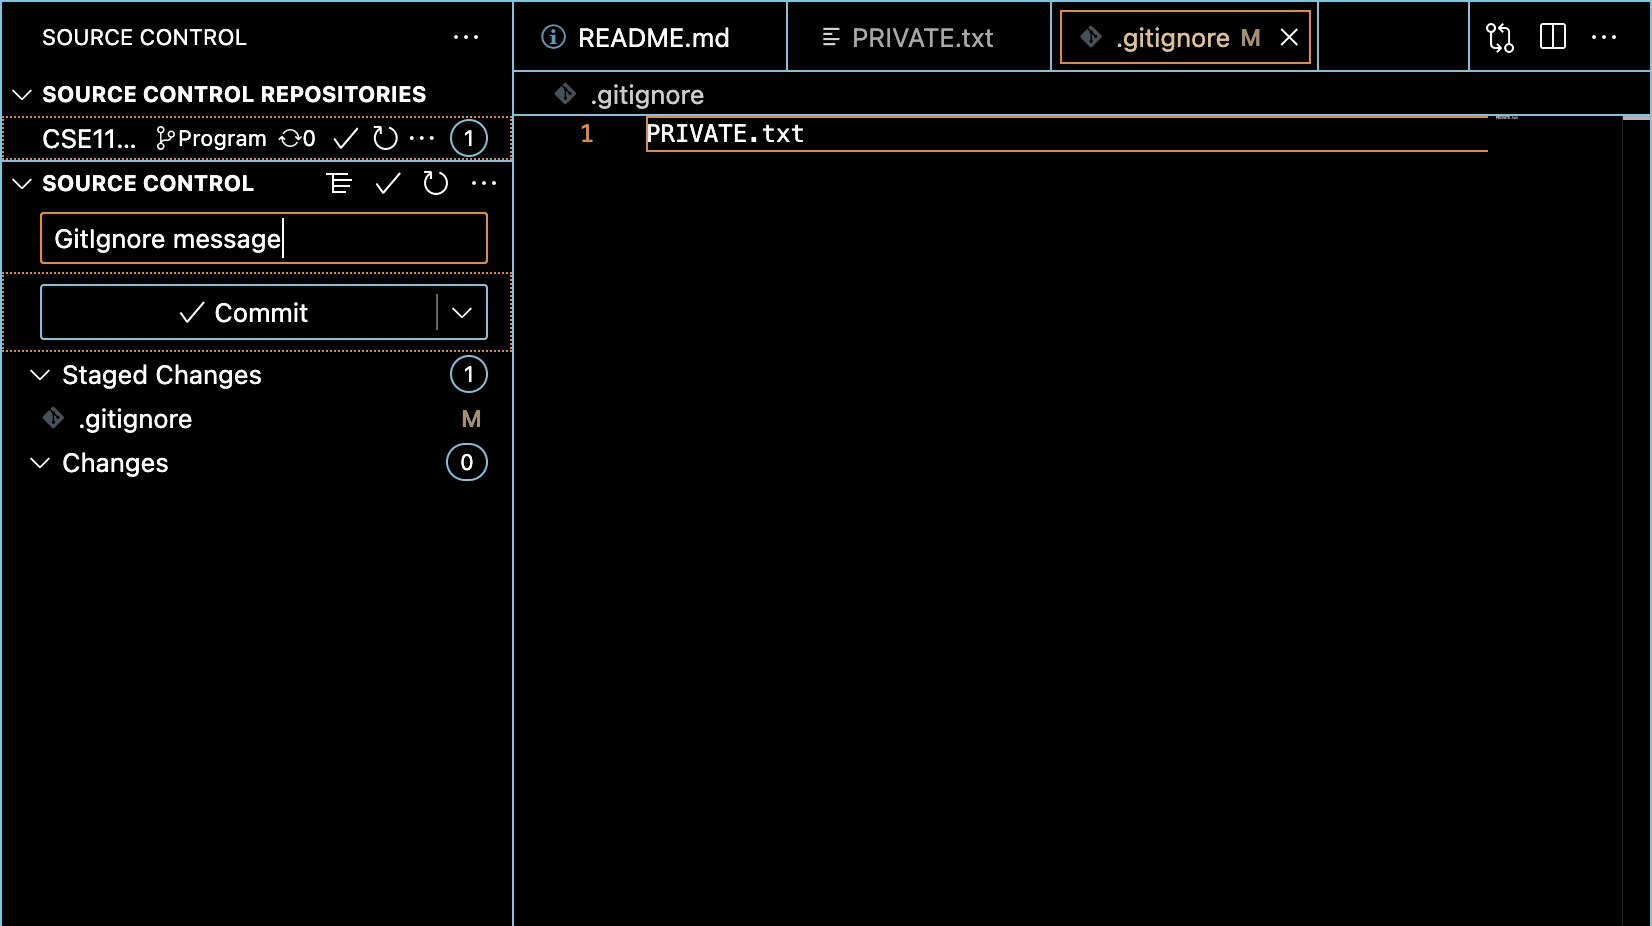 SOURCE CONTROL
SOURCE CONTROL REPOSITORIES
CSE11... Program 0 1
SOURCE CONTROL
GitIgnore message
Commit
Staged Changes 1
.gitignore M
Changes 0
README.md PRIVATE.txt .gitignore M
.gitignore
1 PRIVATE.txt